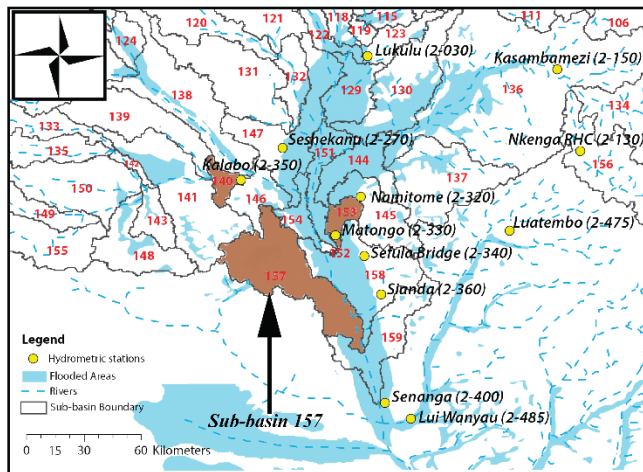 120
121
118
115
111
106
124
122
119
123
Lukulu (2-030)
Kasambamezi (2-150)
131
132
129
130
136
138
134
139
133
147
Seshekanu (2-270)
Nkenga RHC (2-130)
135
142
151
144
156
Kalabo (2-350)
140
137
150
141
146
Namitome (2-320)
149
143
154
153
145
Luatembo (2-475)
Matongo (2-330)
155
148
152
Sefula Bridge (2-340)
157
158
Sianda (2-360)
159
Legend
Hydrometric stations
Flooded Areas
Rivers
Sub-basin Boundary
Senanga (2-400)
Sub-basin 157
Lui Wanyau (2-485)
0 15 30 60
Kilometers